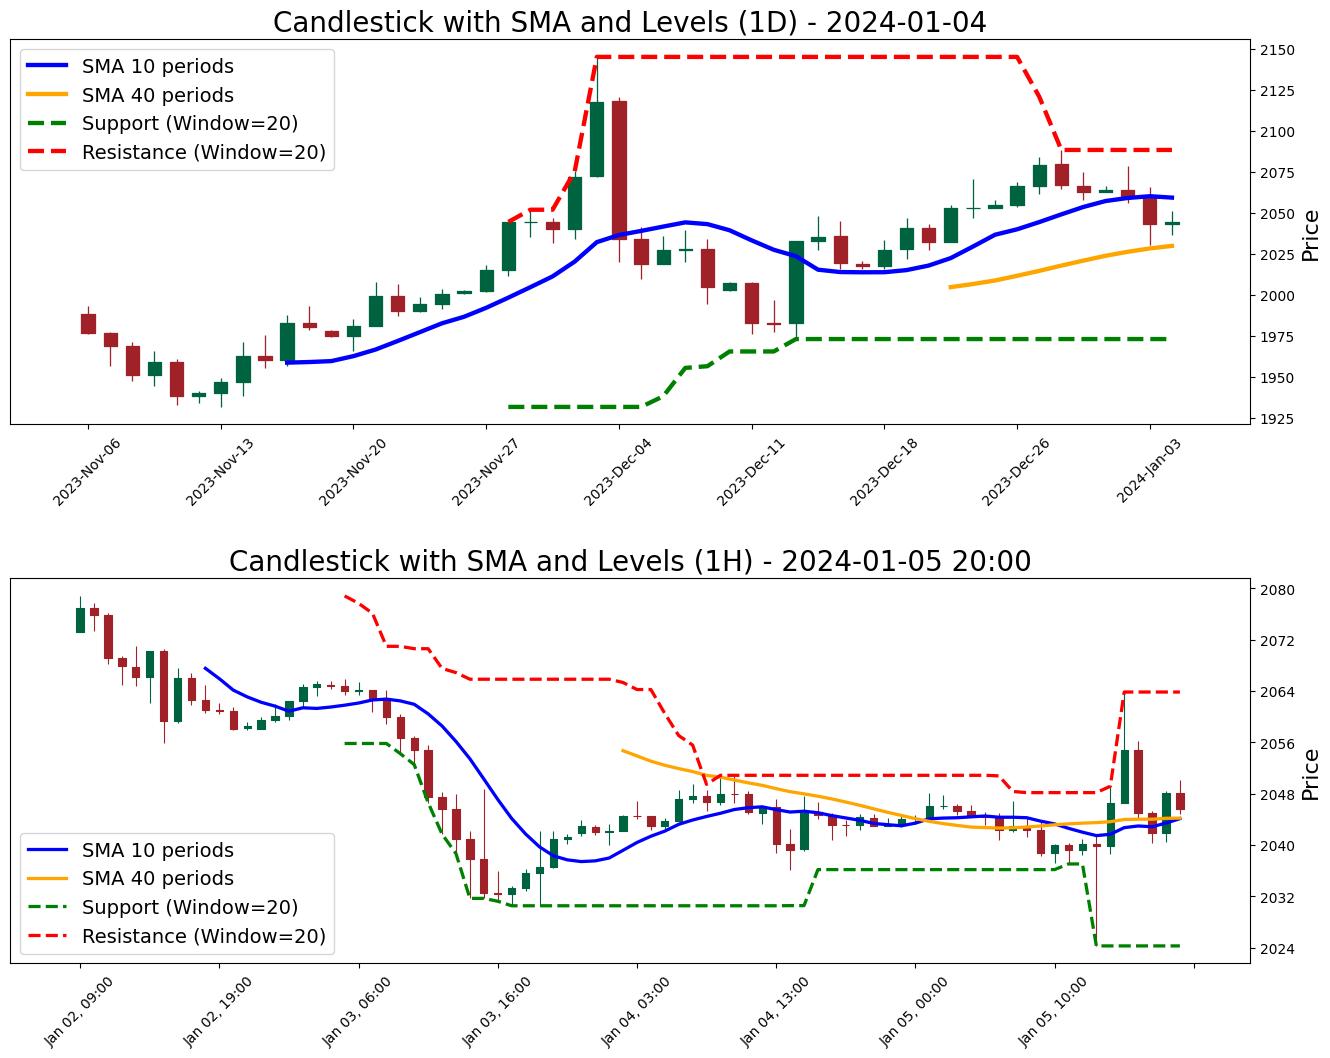 Candlestick with SMA and Levels (1D) - 2024-01-04
SMA 10 periods
SMA 40 periods
Support (Window=20)
Resistance (Window=20)
2150
2125
2100
2075
2050
2025
2000
1975
1950
1925
Price
2023-Nov-06
2023-Nov-13
2023-Nov-20
2023-Nov-27
2023-Dec-04
2023-Dec-11
2023-Dec-18
2023-Dec-26
2024-Jan-03
Candlestick with SMA and Levels (1H) - 2024-01-05 20:00
2080
2072
2064
2056
2048
2040
2032
2024
Price
SMA 10 periods
SMA 40 periods
Support (Window=20)
Resistance (Window=20)
Jan 02, 09:00
Jan 02, 19:00
Jan 03, 06:00
Jan 03, 16:00
Jan 04, 03:00
Jan 04, 13:00
Jan 05, 00:00
Jan 05, 10:00